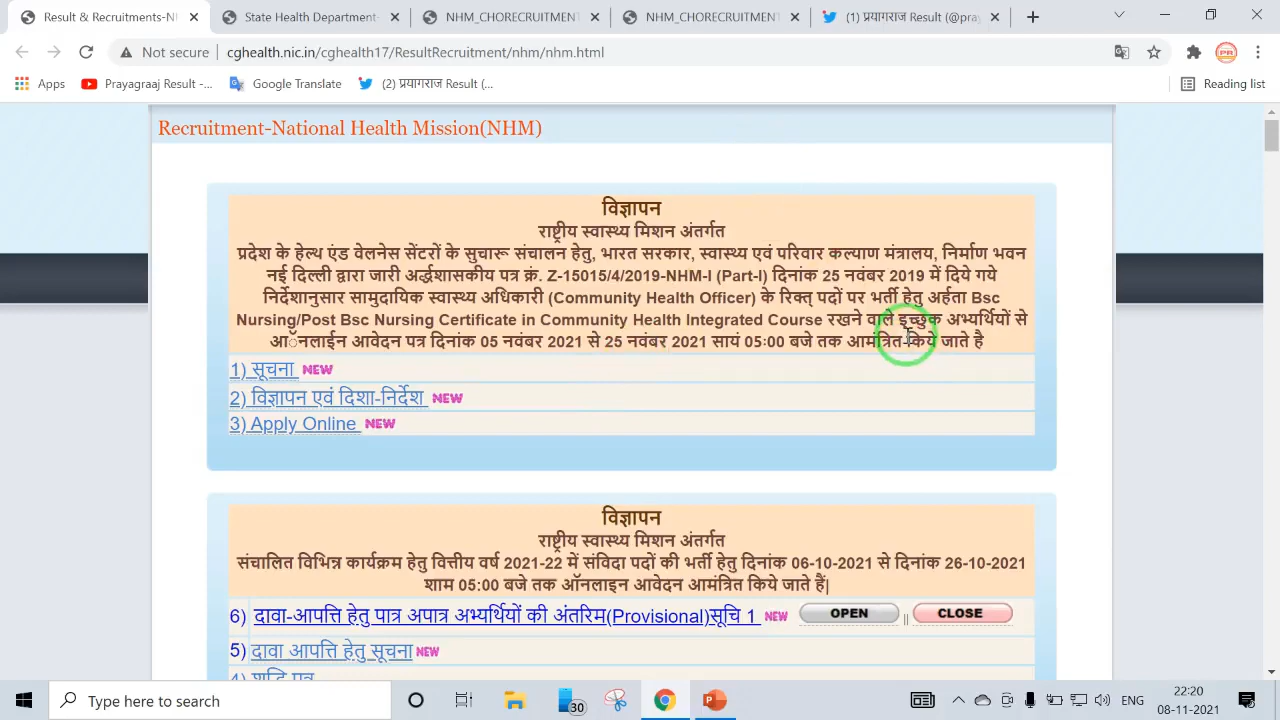 Result & Recruitments-N
State Health Department-
NHM_CHORECRUITMENT
NHM_CHORECRUITMENT
(1) प्रयागराज Result (@pra
Not secure cghealth.nic.in/cghealth17/ResultRecruitment/nhm/nhm.html
Apps Prayagraj Result -... Google Translate (2) प्रयागराज Result (... Reading list
Recruitment-National Health Mission(NHM)
विज्ञापन
राष्ट्रीय स्वास्थ्य मिशन अंतर्गत
प्रदेश के हेल्थ एंड वेलनेस सेंटरों के सुचारू संचालन हेतु, भारत सरकार, स्वास्थ्य एवं परिवार कल्याण मंत्रालय, निर्माण भवन
नई दिल्ली द्वारा जारी अर्द्धशासकीय पत्र क्रं. Z-15015/4/2019-NHM-I (Part-I) दिनांक 25 नवंबर 2019 में दिये गये
निर्देशानुसार सामुदायिक स्वास्थ्य अधिकारी (Community Health Officer) के रिक्त् पदों पर भर्ती हेतु अर्हता Bsc
Nursing/Post Bsc Nursing Certificate in Community Health Integrated Course रखने वाले इच्छुक अभ्यर्थियों से
आॅनलाईन आवेदन पत्र दिनांक 05 नवंबर 2021 से 25 नवंबर 2021 सायं 05:00 बजे तक आमंत्रित किये जाते है
1) सूचना NEW
2) विज्ञापन एवं दिशा-निर्देश NEW
3) Apply Online NEW
विज्ञापन
राष्ट्रीय स्वास्थ्य मिशन अंतर्गत
संचालित विभिन्न कार्यक्रम हेतु वित्तीय वर्ष 2021-22 में संविदा पदों की भर्ती हेतु दिनांक 06-10-2021 से दिनांक 26-10-2021
शाम 05:00 बजे तक ऑनलाइन आवेदन आमंत्रित किये जाते हैं|
6) दावा-आपत्ति हेतु पात्र अपात्र अभ्यर्थियों की अंतरिम(Provisional)सूचि 1 NEW OPEN || CLOSE
5) दावा आपत्ति हेतु सूचना NEW
4) शुद्धि पत्र
Type here to search 30 ENG 22:20
08-11-2021